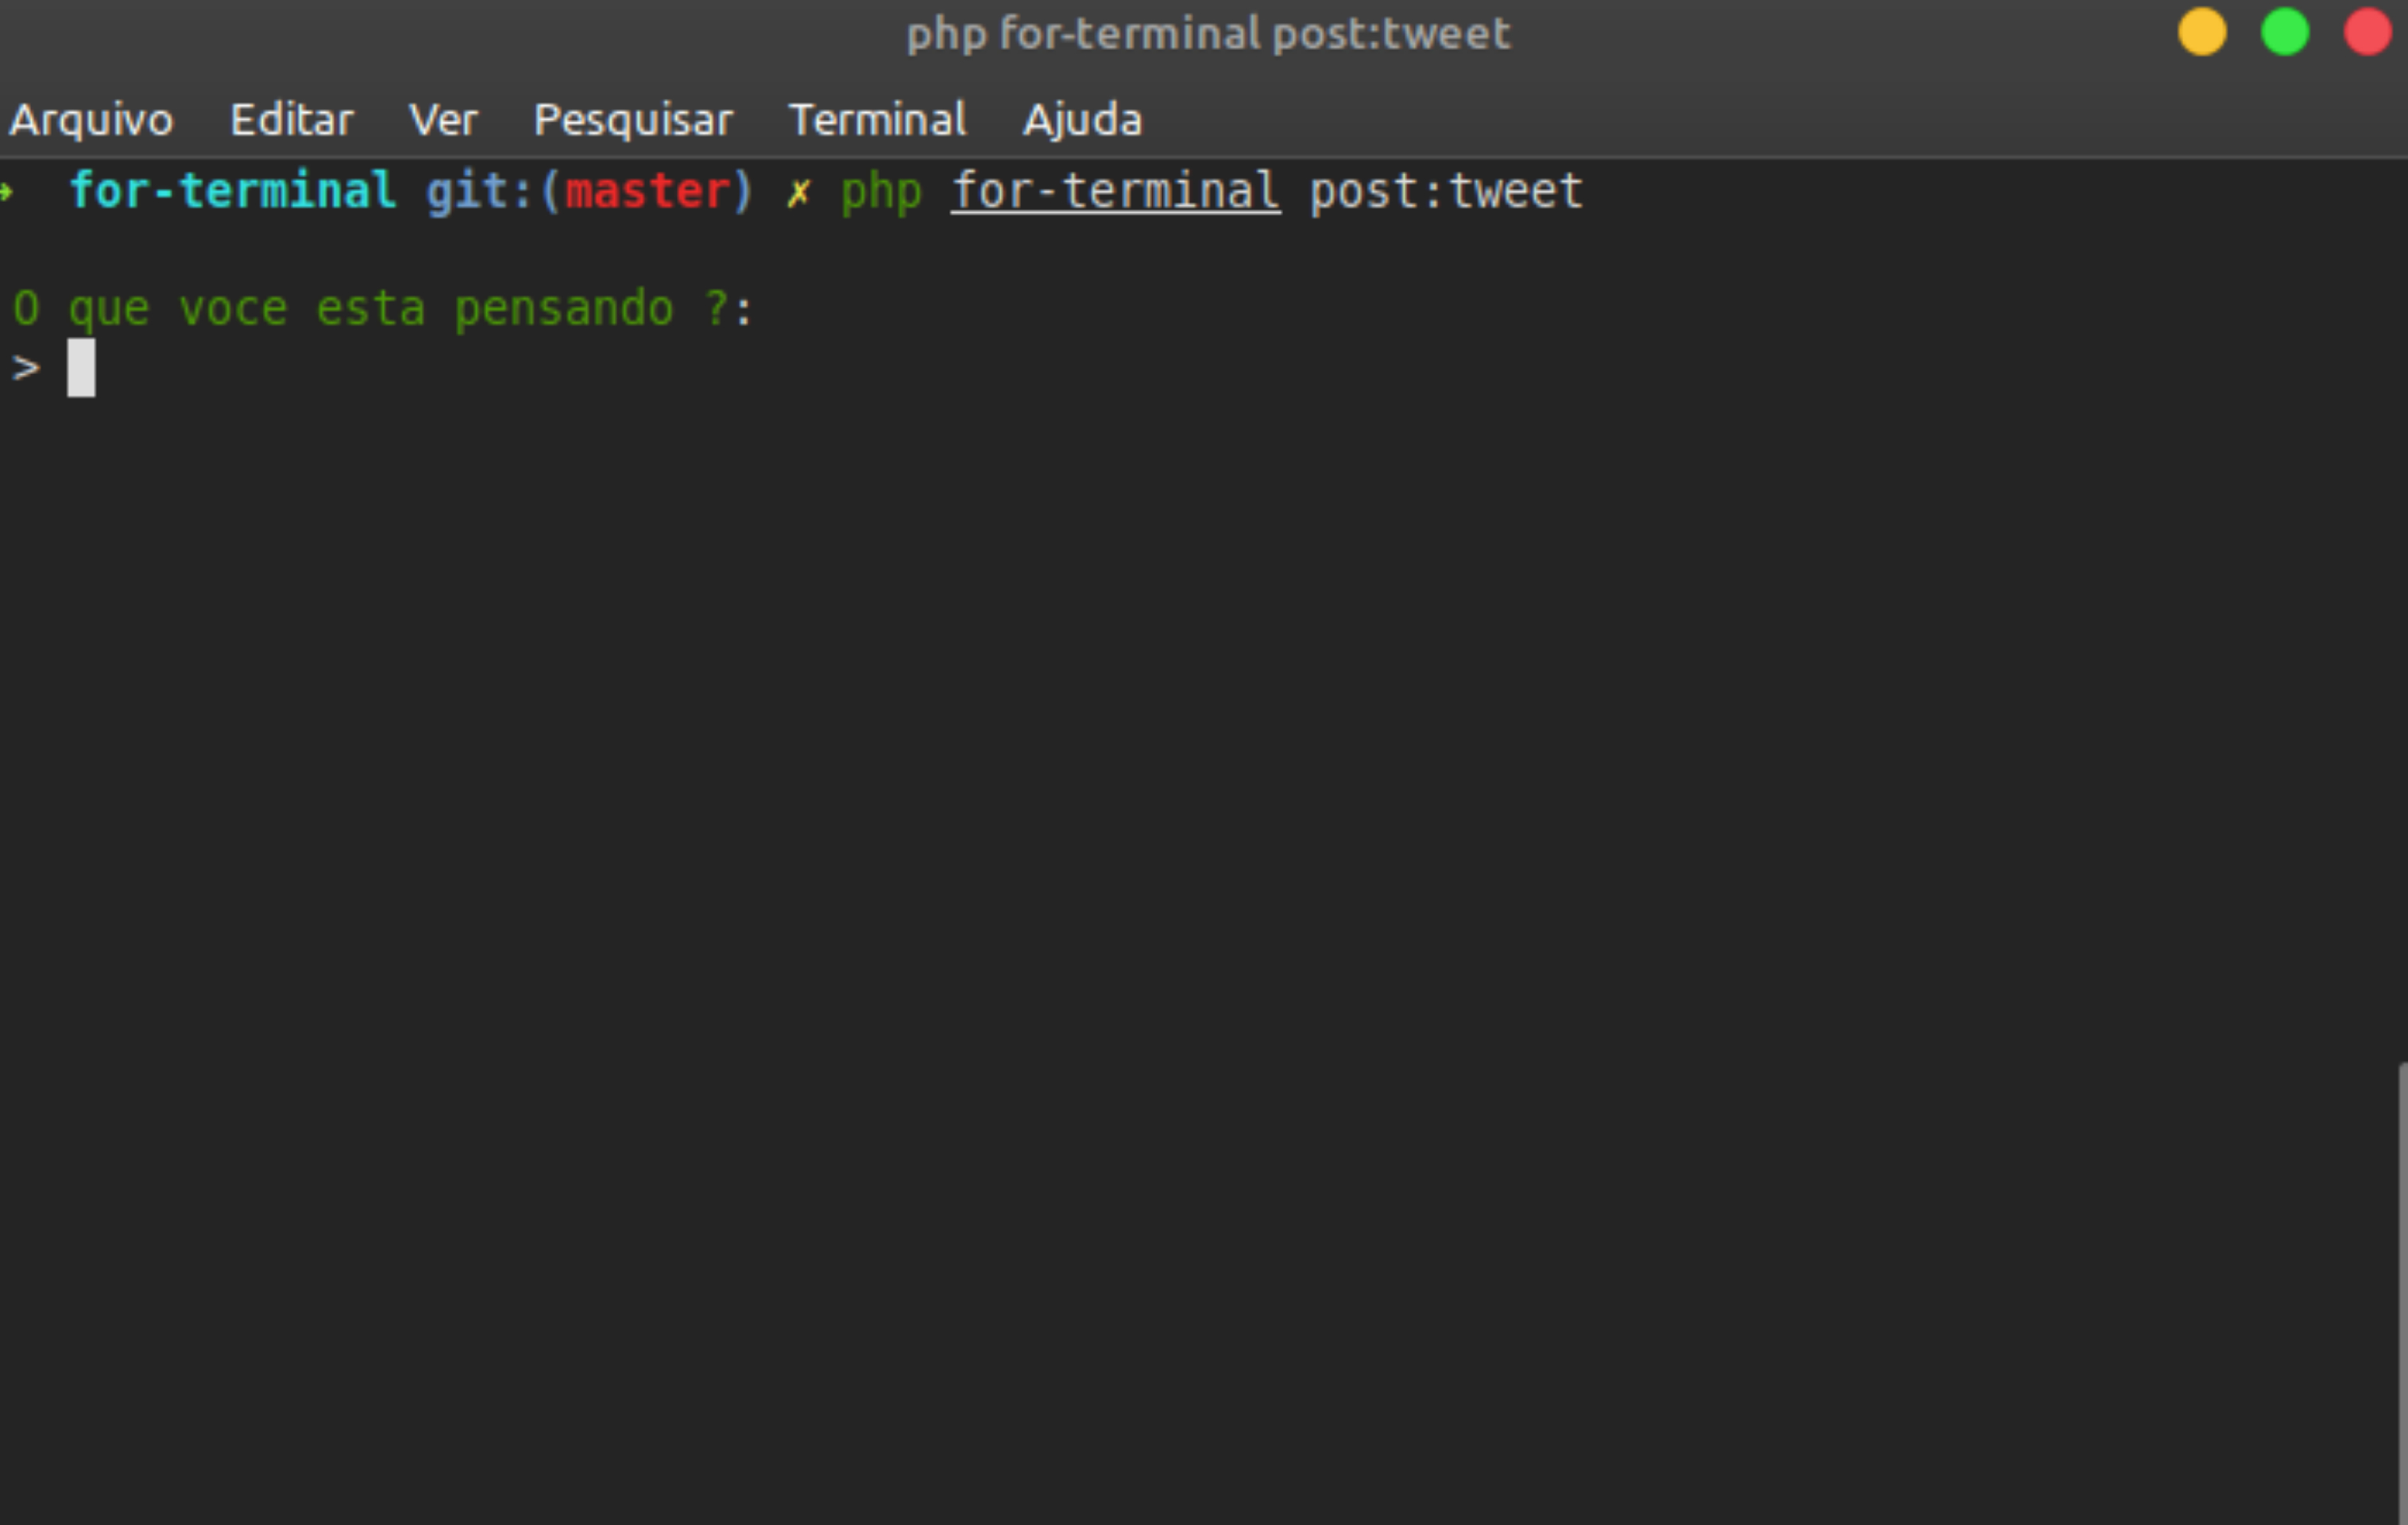 php for-terminal post:tweet
Arquivo Editar Ver Pesquisar Terminal Ajuda
➜ for-terminal git:(master) ✗ php for-terminal post:tweet
O que voce esta pensando ?:
>